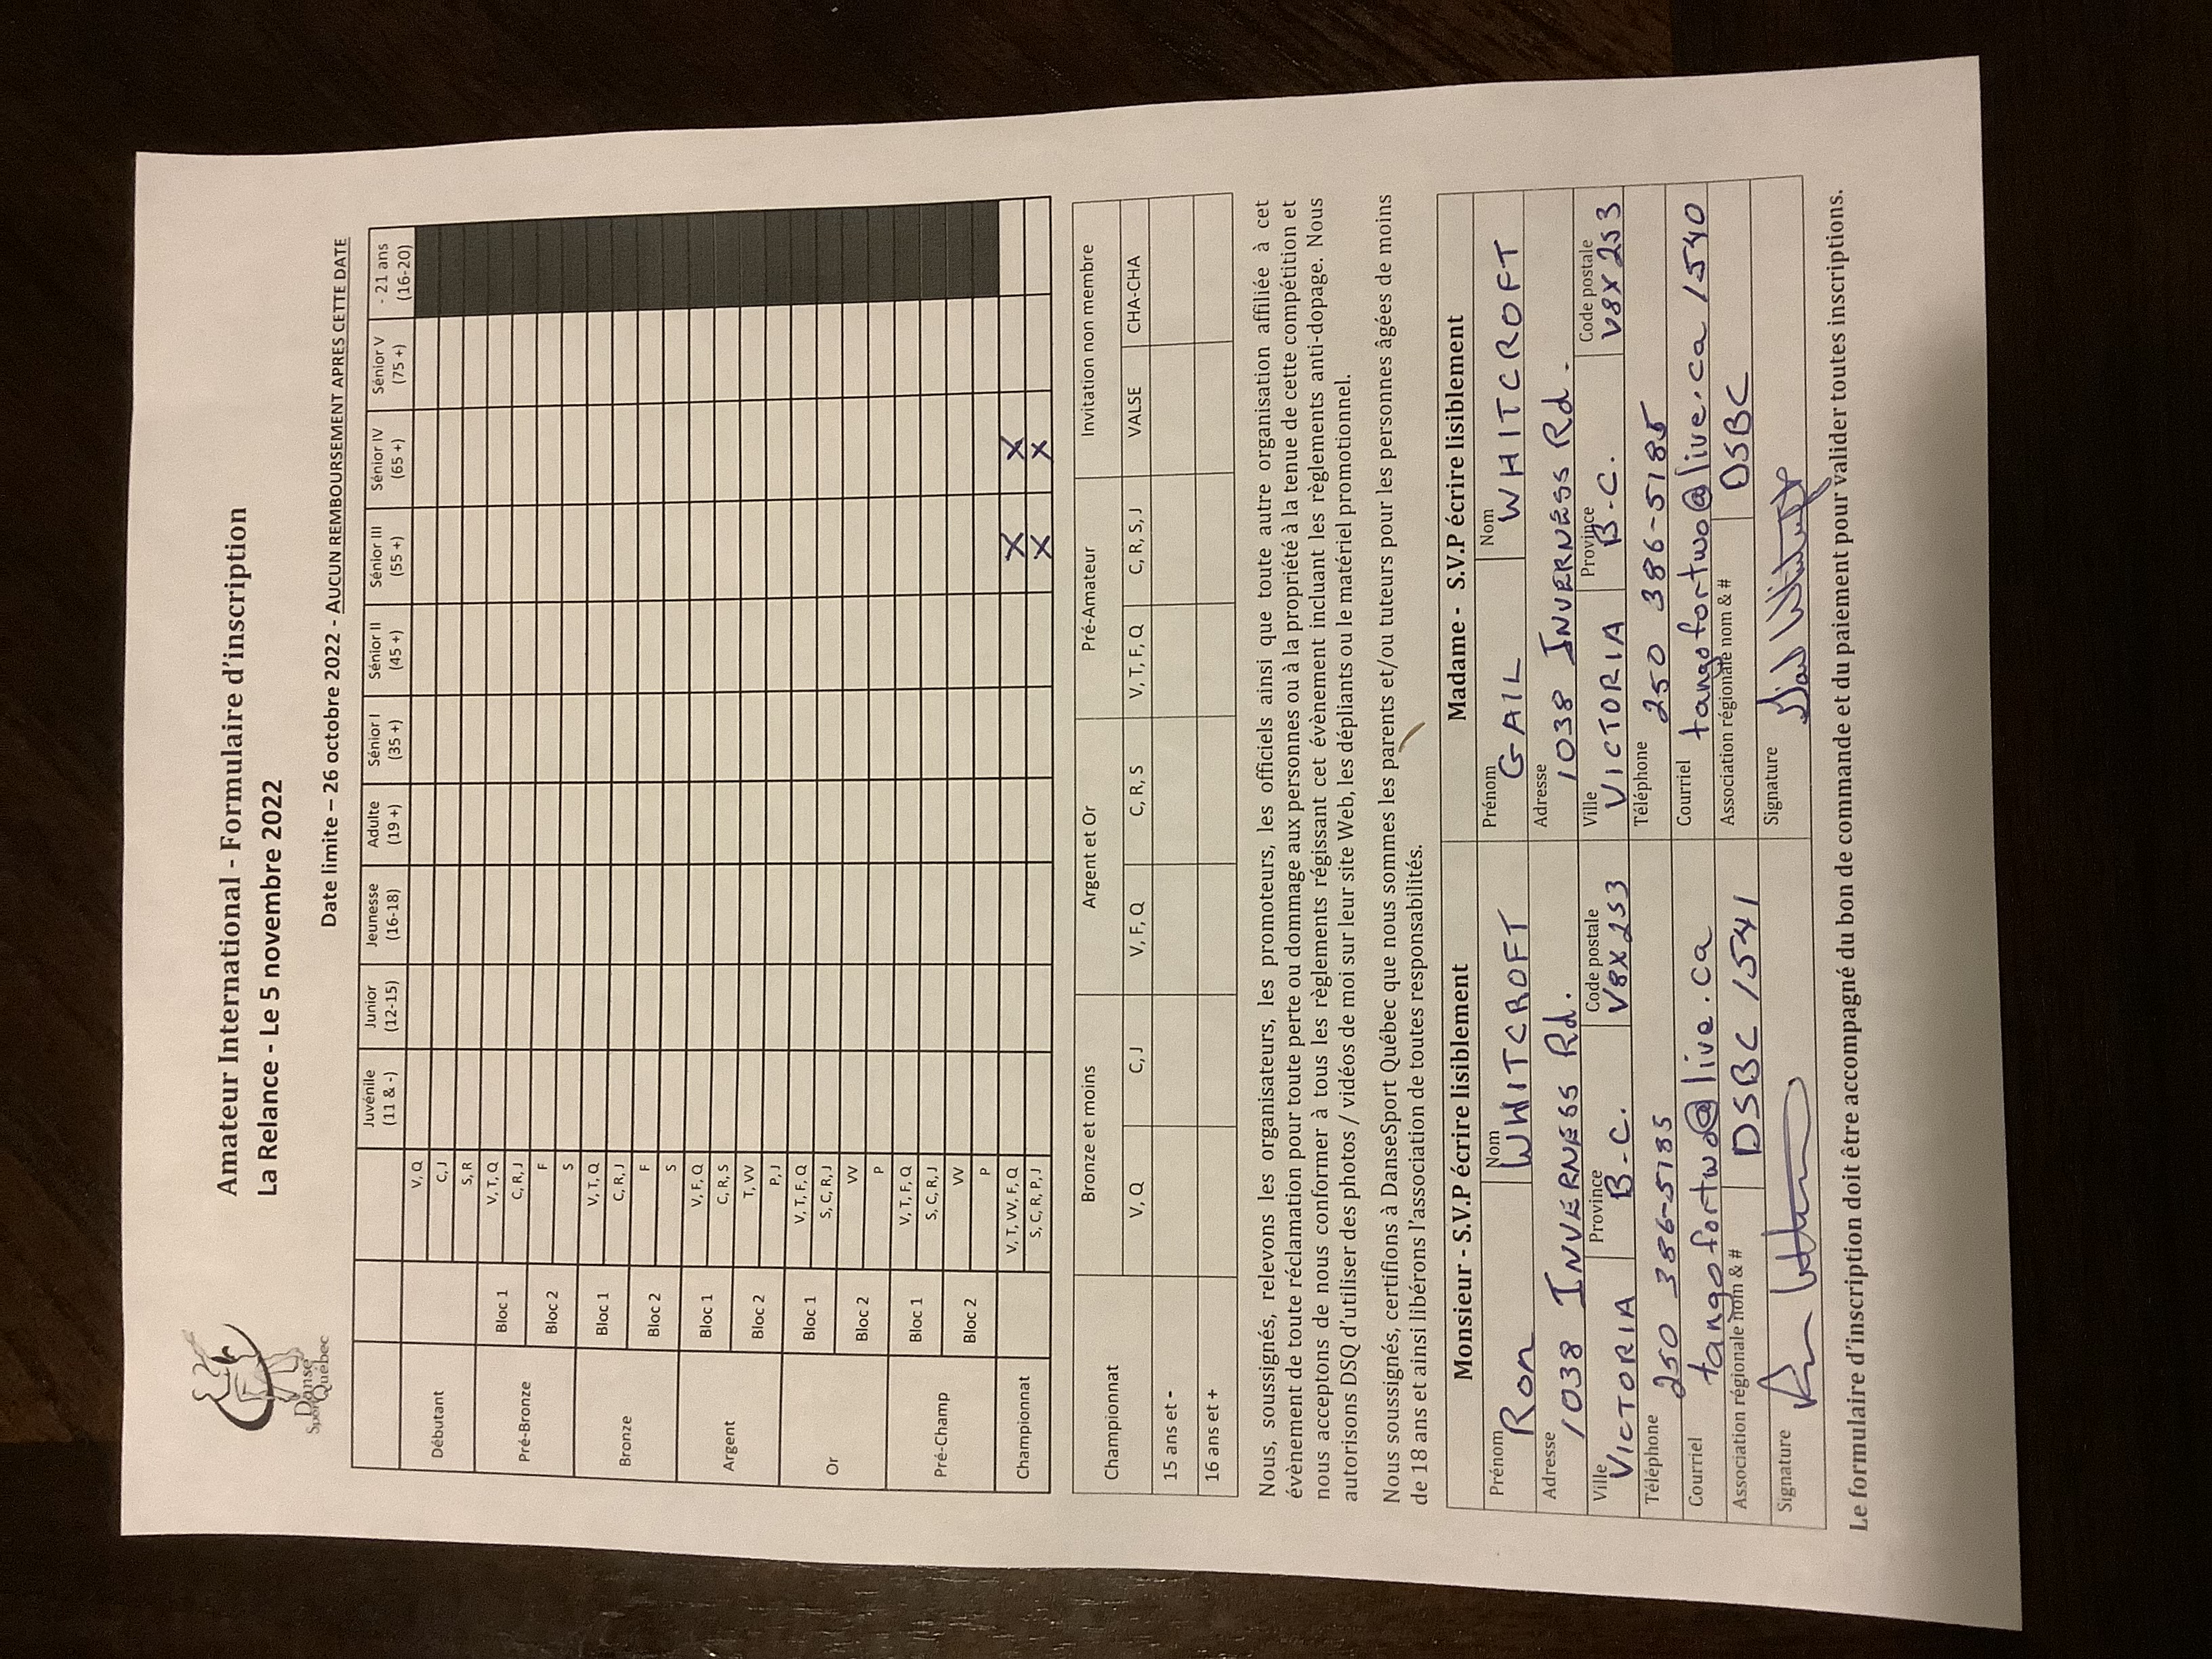 Danse
Sport
Québec
Amateur International - Formulaire d'inscription
La Relance - Le 5 novembre 2022
Date limite – 26 octobre 2022 - AUCUN REMBOURSEMENT APRES CETTE DATE
Juvénile (11 & -) Junior (12-15) Jeunesse (16-18) Adulte (19 +) Sénior I (35 +) Sénior II (45 +) Sénior III (55 +) Sénior IV (65 +) Sénior V (75 +) - 21 ans (16-20)
Débutant V, Q
C, J
S, R
Pré-Bronze Bloc 1 V, T, Q
C, R, J
Bloc 2 F
S
Bronze Bloc 1 V, T, Q
C, R, J
Bloc 2 F
S
Argent Bloc 1 V, F, Q
C, R, S
Bloc 2 T, VV
P, J
Or Bloc 1 V, T, F, Q
S, C, R, J
Bloc 2 VV
P
Pré-Champ Bloc 1 V, T, F, Q
S, C, R, J
Bloc 2 VV
P
Championnat V, T, VV, F, Q X X
S, C, R, P, J X X
Championnat Bronze et moins Argent et Or Pré-Amateur Invitation non membre
V, Q C, J V, F, Q C, R, S V, T, F, Q C, R, S, J VALSE CHA-CHA
15 ans et -
16 ans et +
Nous, soussignés, relevons les organisateurs, les promoteurs, les officiels ainsi que toute autre organisation affiliée à cet
évènement de toute réclamation pour toute perte ou dommage aux personnes ou à la propriété à la tenue de cette compétition et
nous acceptons de nous conformer à tous les règlements régissant cet évènement incluant les règlements anti-dopage. Nous
autorisons DSQ d'utiliser des photos / vidéos de moi sur leur site Web, les dépliants ou le matériel promotionnel.
Nous soussignés, certifions à DanseSport Québec que nous sommes les parents et/ou tuteurs pour les personnes âgées de moins
de 18 ans et ainsi libérons l'association de toutes responsabilités.
Monsieur - S.V.P écrire lisiblement Madame - S.V.P écrire lisiblement
Prénom Ron Nom WHITCROFT Prénom GAIL Nom WHITCROFT
Adresse 1038 INVERNESS Rd. Adresse 1038 INVERNESS Rd.
Ville VICTORIA Province B.C. Code postale V8X 2S3 Ville VICTORIA Province B.C. Code postale V8X 2S3
Téléphone 250 386-5185 Téléphone 250 386-5185
Courriel tangofortwo@live.ca Courriel tangofortwo@live.ca 1540
Association régionale nom & # DSBC 1541 Association régionale nom & # DSBC
Signature Signature Gail Whitcroft
Le formulaire d'inscription doit être accompagné du bon de commande et du paiement pour valider toutes inscriptions.